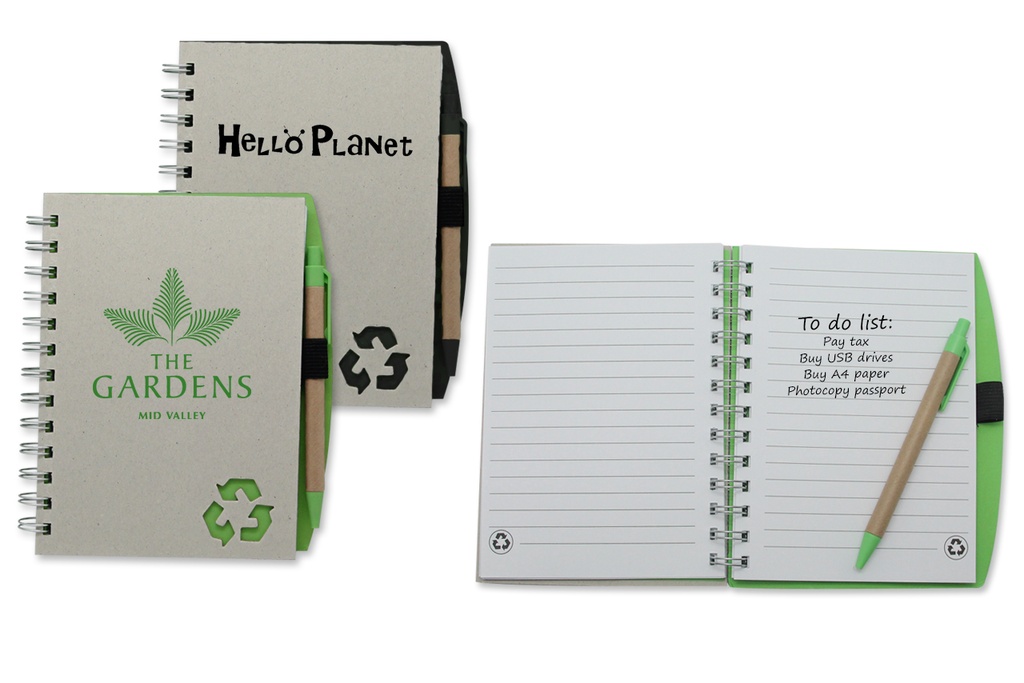 Hello Planet
THE
GARDENS
MID VALLEY
To do list:
Pay tax
Buy USB drives
Buy A4 paper
Photocopy passport